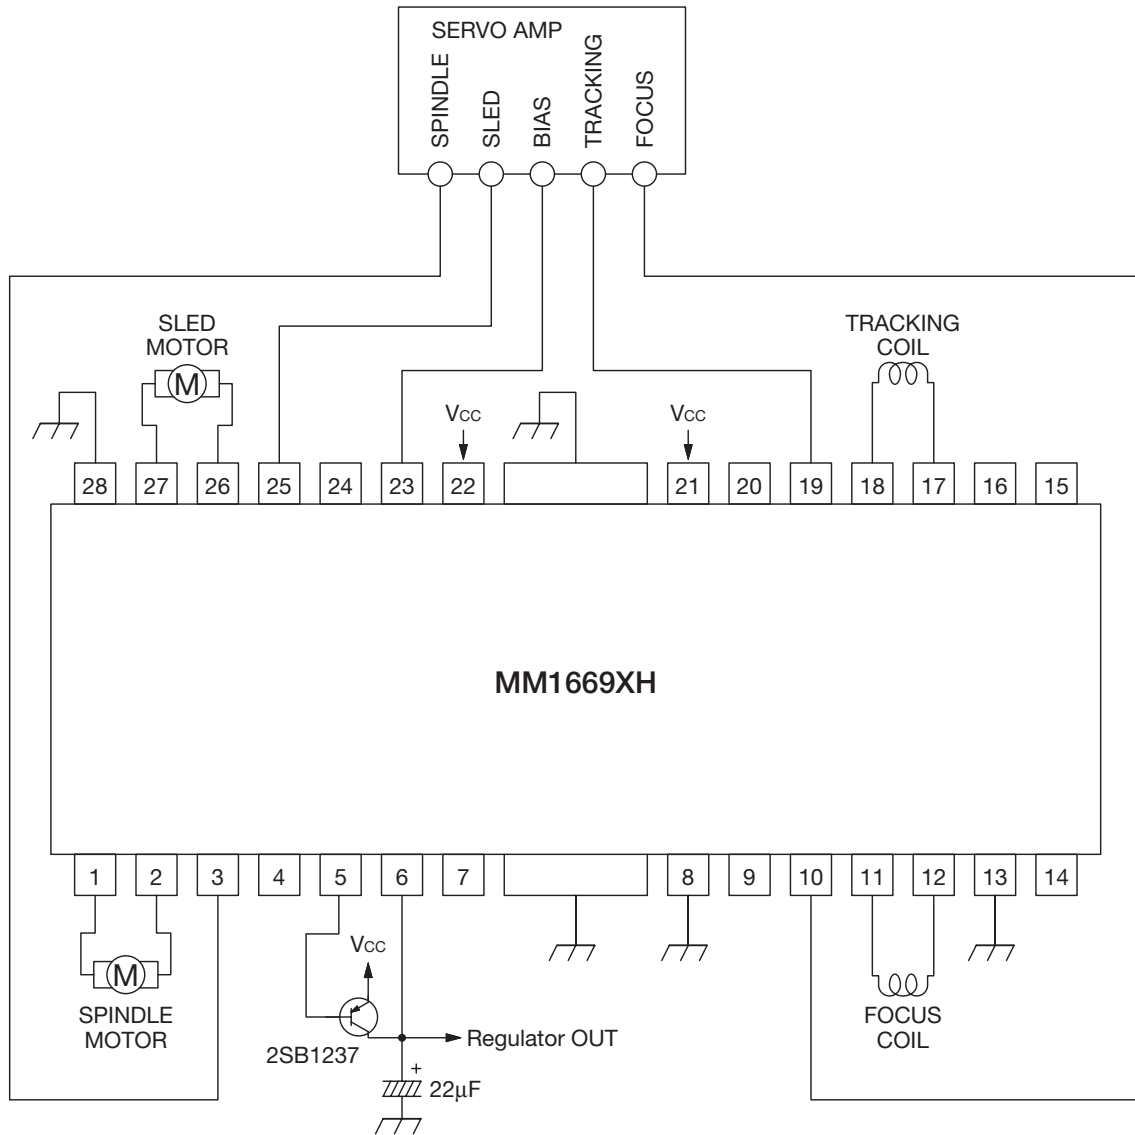 SERVO AMP
SPINDLE
SLED
BIAS
TRACKING
FOCUS
SLED
MOTOR
TRACKING
COIL
M
VCC
VCC
28 27 26 25 24 23 22 21 20 19 18 17 16 15
MM1669XH
1 2 3 4 5 6 7 8 9 10 11 12 13 14
VCC
M
SPINDLE
MOTOR
FOCUS
COIL
Regulator OUT
2SB1237
+
22µF